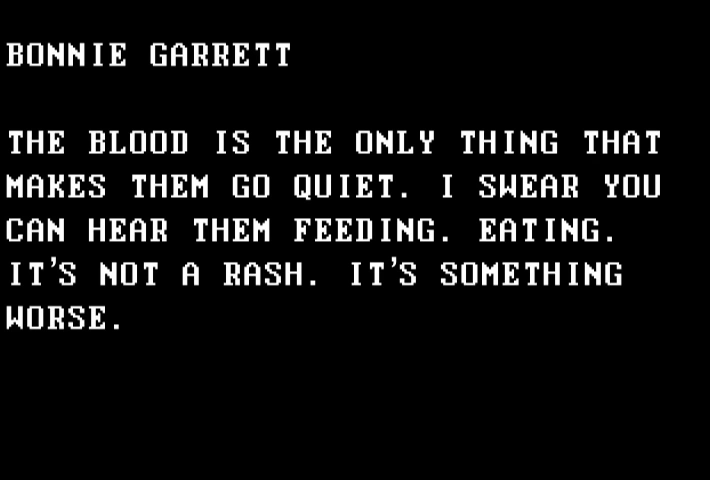 BONNIE GARRETT
THE BLOOD IS THE ONLY THING THAT
MAKES THEM GO QUIET. I SWEAR YOU
CAN HEAR THEM FEEDING. EATING.
IT'S NOT A RASH. IT'S SOMETHING
WORSE.